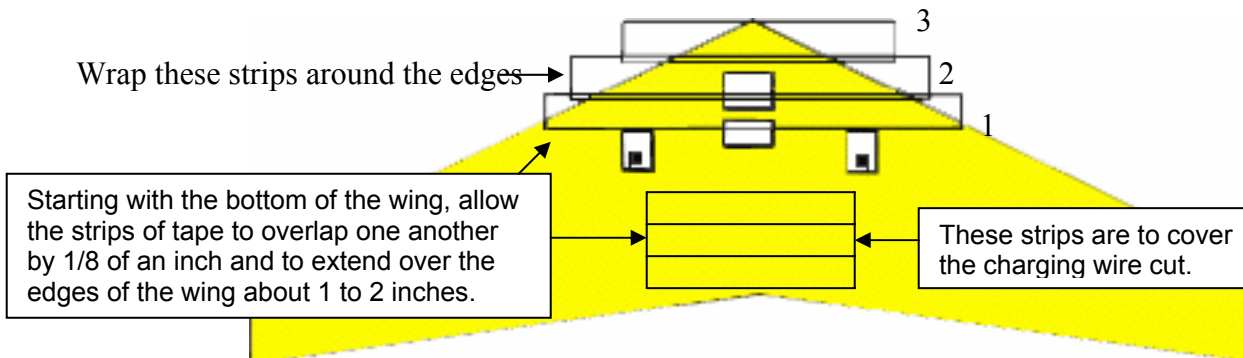 3
Wrap these strips around the edges
2
1
Starting with the bottom of the wing, allow
the strips of tape to overlap one another
by 1/8 of an inch and to extend over the
edges of the wing about 1 to 2 inches.
These strips are to cover
the charging wire cut.